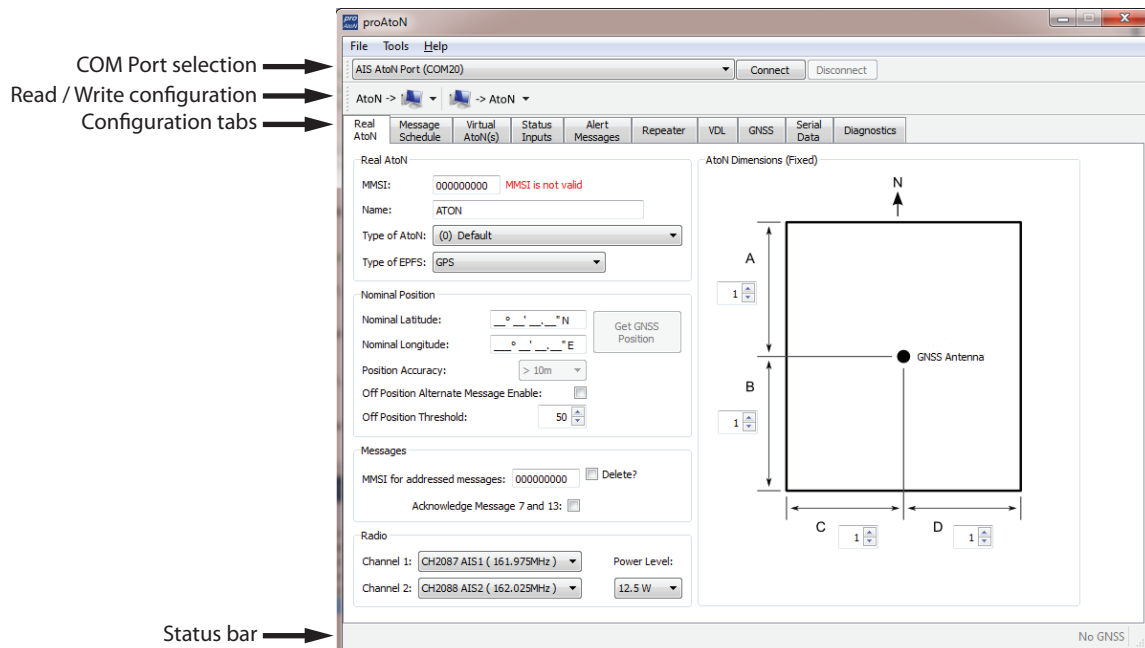 pro AtoN proAtoN
File Tools Help
COM Port selection
AIS AtoN Port (COM20) Connect Disconnect
Read / Write configuration
AtoN -> -> AtoN
Configuration tabs
Real AtoN
Message Schedule
Virtual AtoN(s)
Status Inputs
Alert Messages
Repeater
VDL
GNSS
Serial Data
Diagnostics
Real AtoN
MMSI: 000000000 MMSI is not valid
Name: ATON
Type of AtoN: (0) Default
Type of EPFS: GPS
Nominal Position
Nominal Latitude: __° __' __.__" N
Nominal Longitude: ___° __' __.__" E
Get GNSS Position
Position Accuracy: > 10m
Off Position Alternate Message Enable:
Off Position Threshold: 50
Messages
MMSI for addressed messages: 000000000 Delete?
Acknowledge Message 7 and 13:
Radio
Channel 1: CH2087 AIS1 ( 161.975MHz )
Power Level:
Channel 2: CH2088 AIS2 ( 162.025MHz )
12.5 W
AtoN Dimensions (Fixed)
N
A
1
GNSS Antenna
B
1
C
1
D
1
Status bar
No GNSS